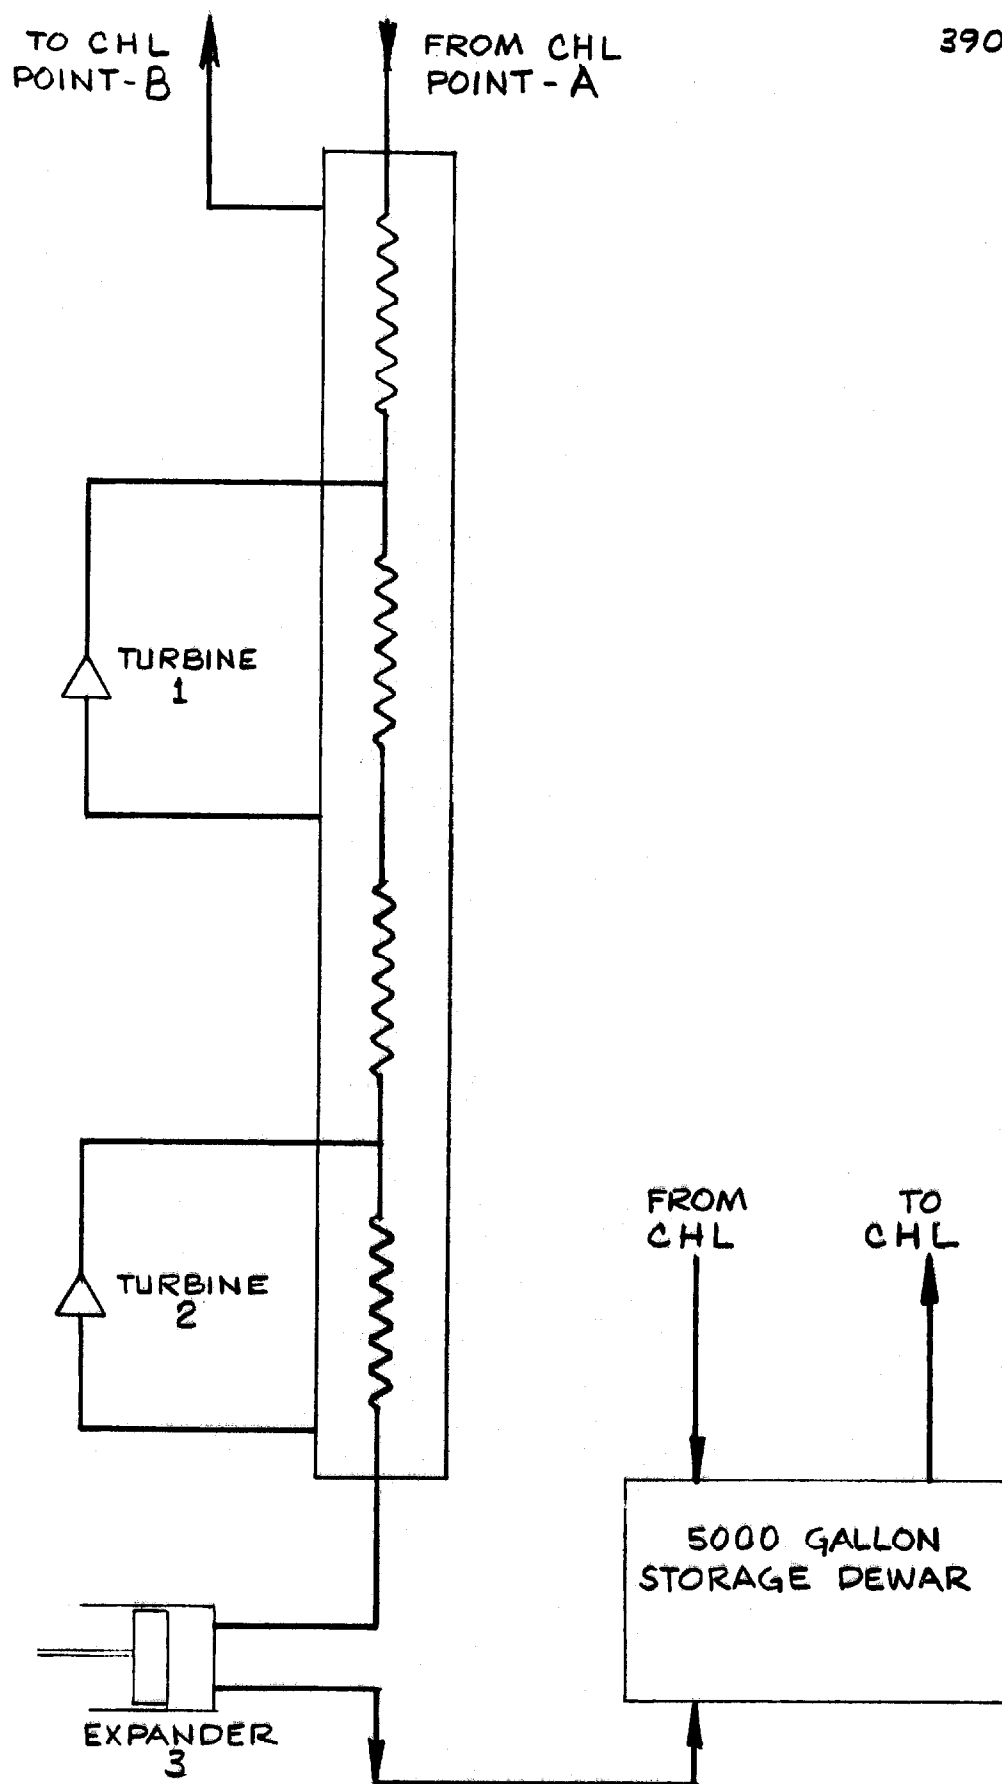 TO CHL
POINT-B
FROM CHL
POINT-A
390
TURBINE
1
TURBINE
2
FROM
CHL
TO
CHL
5000 GALLON
STORAGE DEWAR
EXPANDER
3